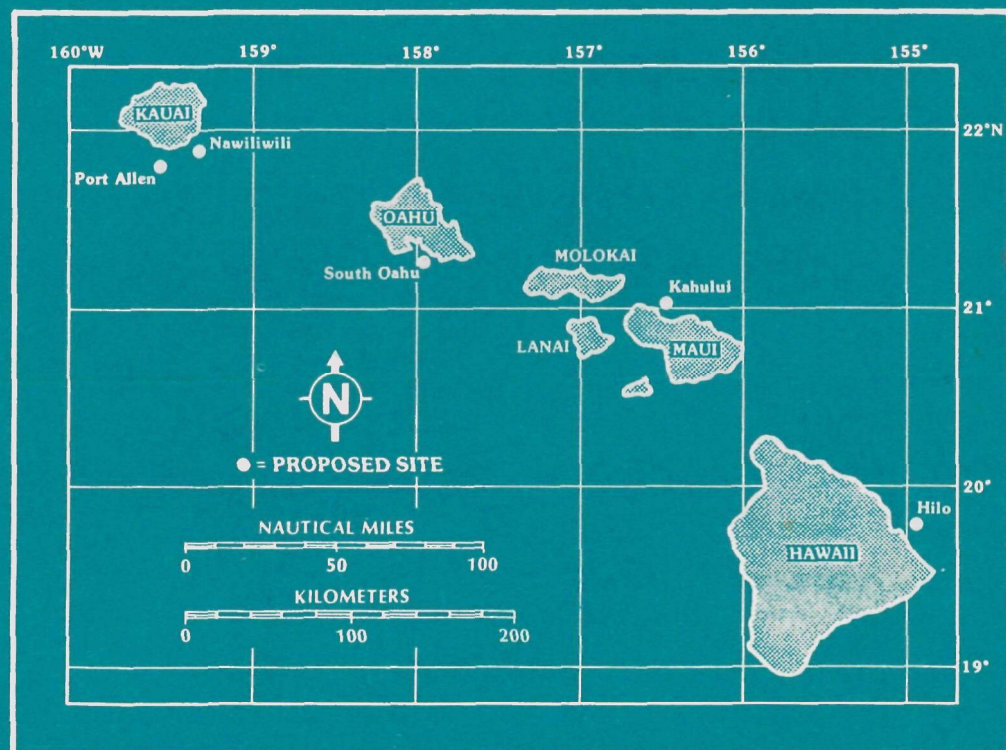 160°W 159° 158° 157° 156° 155°
KAUAI
22°N
Nawiliwili
Port Allen
OAHU
South Oahu
MOLOKAI
Kahului
21°
LANAI
MAUI
N
= PROPOSED SITE
20°
Hilo
NAUTICAL MILES
0 50 100
HAWAII
KILOMETERS
0 100 200
19°